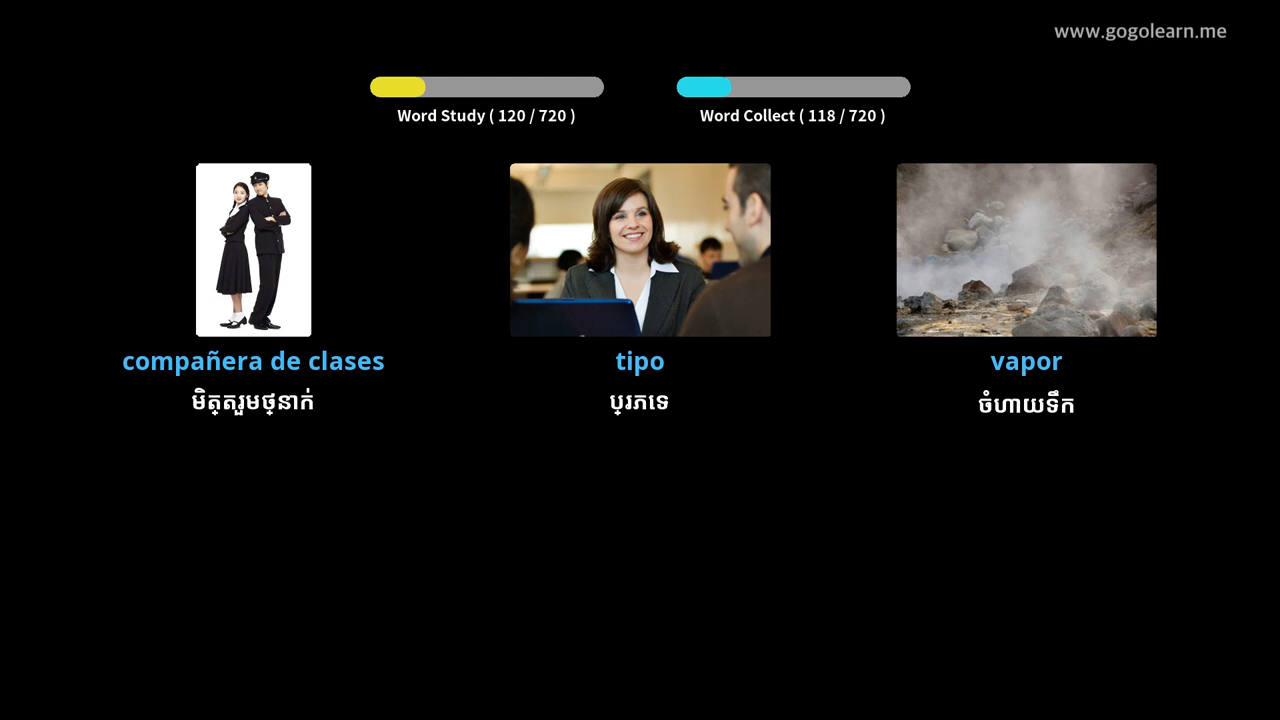 www.gogolearn.me
Word Study ( 120 / 720 )
Word Collect ( 118 / 720 )
compañera de clases
tipo
vapor
មិត្តរួមថ្នាក់
ប្រភេទ
ចំហាយទឹក